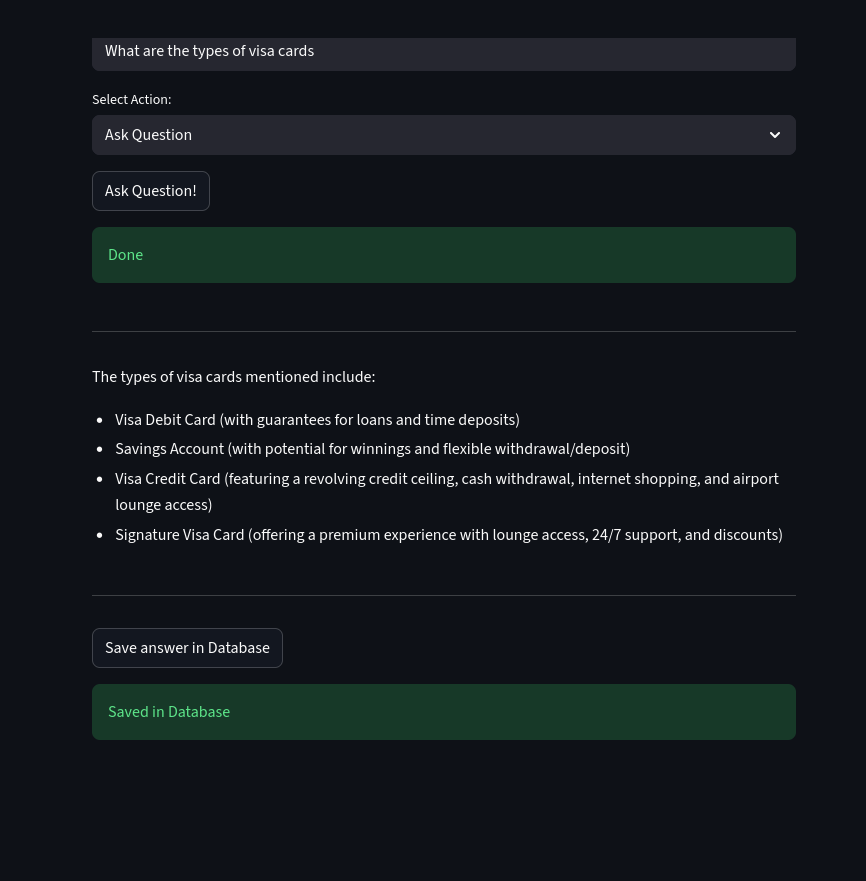 What are the types of visa cards
Select Action:
Ask Question
Ask Question!
Done
The types of visa cards mentioned include:
• Visa Debit Card (with guarantees for loans and time deposits)
• Savings Account (with potential for winnings and flexible withdrawal/deposit)
• Visa Credit Card (featuring a revolving credit ceiling, cash withdrawal, internet shopping, and airport
lounge access)
• Signature Visa Card (offering a premium experience with lounge access, 24/7 support, and discounts)
Save answer in Database
Saved in Database